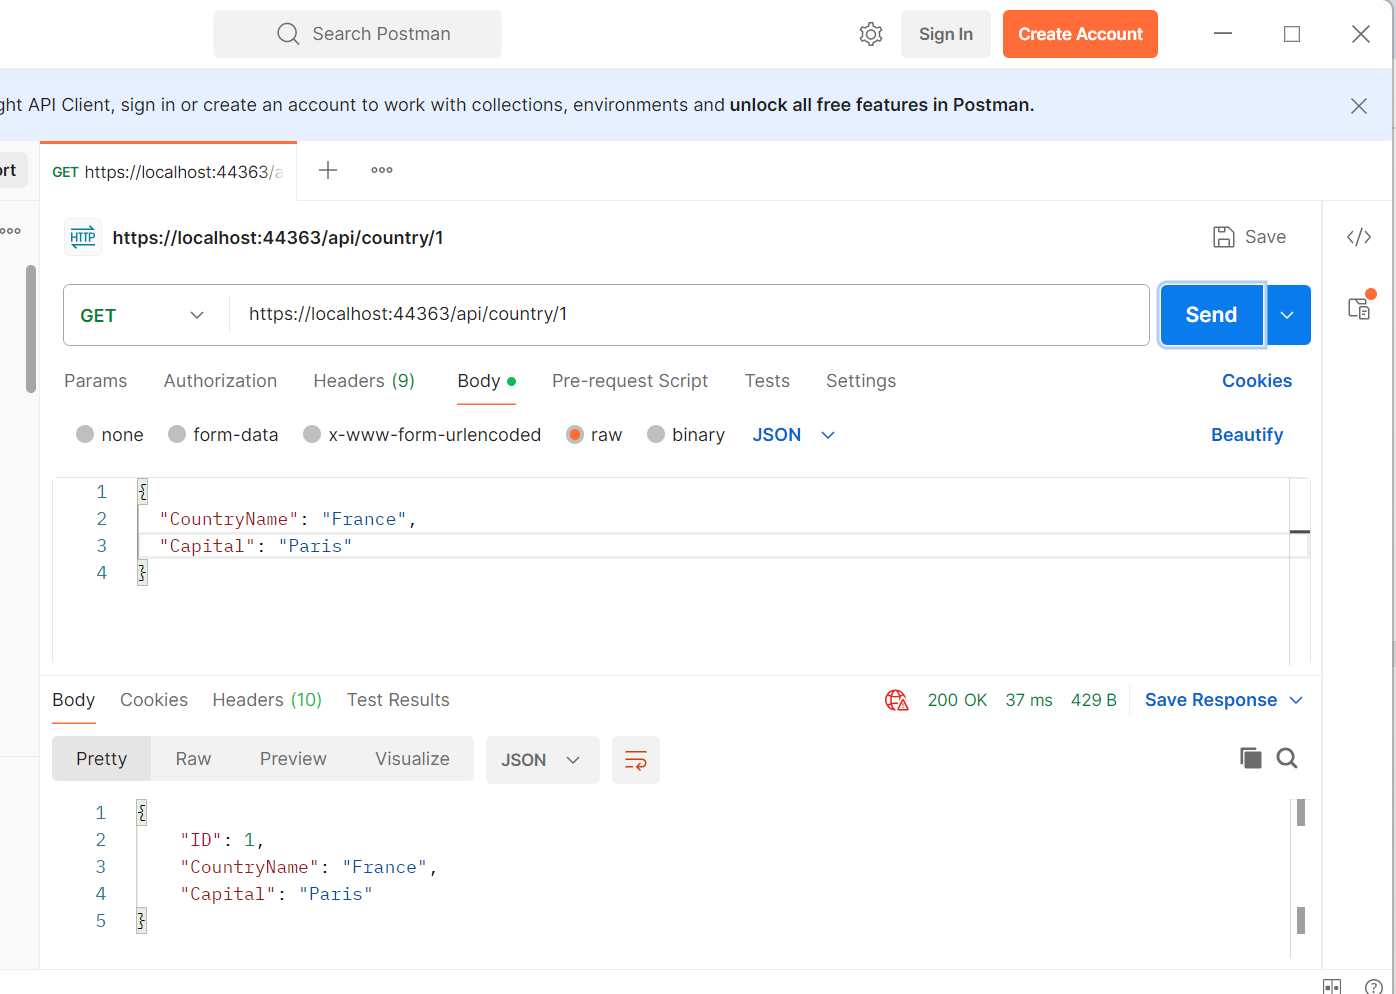 Search Postman
Sign In
Create Account
ght API Client, sign in or create an account to work with collections, environments and unlock all free features in Postman.
ort
GET https://localhost:44363/a
HTTP https://localhost:44363/api/country/1
Save
GET
https://localhost:44363/api/country/1
Send
Params Authorization Headers (9) Body Pre-request Script Tests Settings Cookies
none form-data x-www-form-urlencoded raw binary JSON Beautify
1 {
2 "CountryName": "France",
3 "Capital": "Paris"
4 }
Body Cookies Headers (10) Test Results 200 OK 37 ms 429 B Save Response
Pretty Raw Preview Visualize JSON
1 {
2 "ID": 1,
3 "CountryName": "France",
4 "Capital": "Paris"
5 }